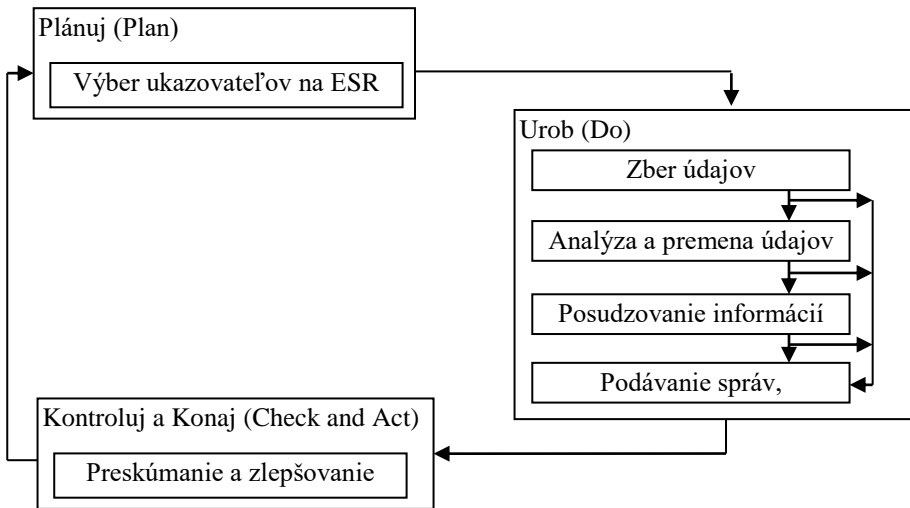 Plánuj (Plan)
Výber ukazovateľov na ESR
Urob (Do)
Zber údajov
Analýza a premena údajov
Posudzovanie informácií
Podávanie správ,
Kontroluj a Konaj (Check and Act)
Preskúmanie a zlepšovanie